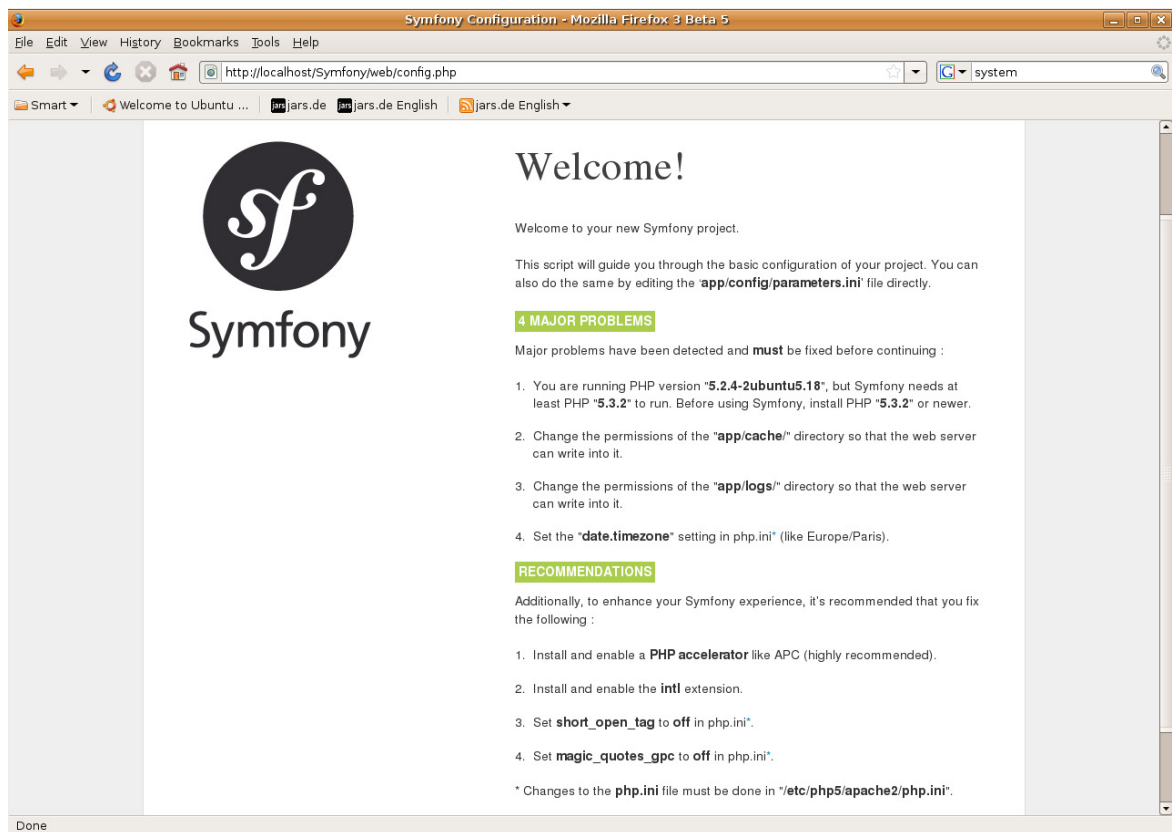 Symfony Configuration - Mozilla Firefox 3 Beta 5
File Edit View History Bookmarks Tools Help
http://localhost/Symfony/web/config.php
G
system
Smart
Welcome to Ubuntu ...
jars jars.de
jars jars.de English
jars.de English
sf
Symfony
Welcome!
Welcome to your new Symfony project.
This script will guide you through the basic configuration of your project. You can
also do the same by editing the 'app/config/parameters.ini' file directly.
4 MAJOR PROBLEMS
Major problems have been detected and must be fixed before continuing :
1. You are running PHP version "5.2.4-2ubuntu5.18", but Symfony needs at
least PHP "5.3.2" to run. Before using Symfony, install PHP "5.3.2" or newer.
2. Change the permissions of the "app/cache/" directory so that the web server
can write into it.
3. Change the permissions of the "app/logs/" directory so that the web server
can write into it.
4. Set the "date.timezone" setting in php.ini* (like Europe/Paris).
RECOMMENDATIONS
Additionally, to enhance your Symfony experience, it's recommended that you fix
the following :
1. Install and enable a PHP accelerator like APC (highly recommended).
2. Install and enable the intl extension.
3. Set short_open_tag to off in php.ini*.
4. Set magic_quotes_gpc to off in php.ini*.
* Changes to the php.ini file must be done in "/etc/php5/apache2/php.ini".
Done